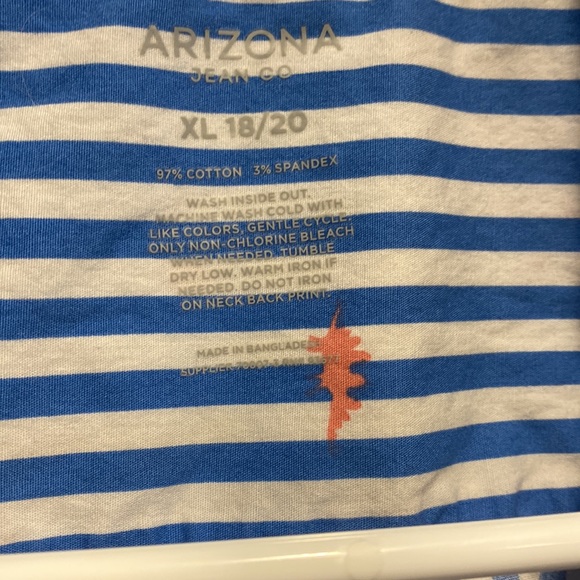 ARIZONA
JEAN CO
XL 18/20
97% COTTON 3% SPANDEX
WASH INSIDE OUT.
MACHINE WASH COLD WITH
LIKE COLORS, GENTLE CYCLE.
ONLY NON-CHLORINE BLEACH
WHEN NEEDED. TUMBLE
DRY LOW. WARM IRON IF
NEEDED. DO NOT IRON
ON NECK BACK PRINT.
MADE IN BANGLADESH
SUPPLIER